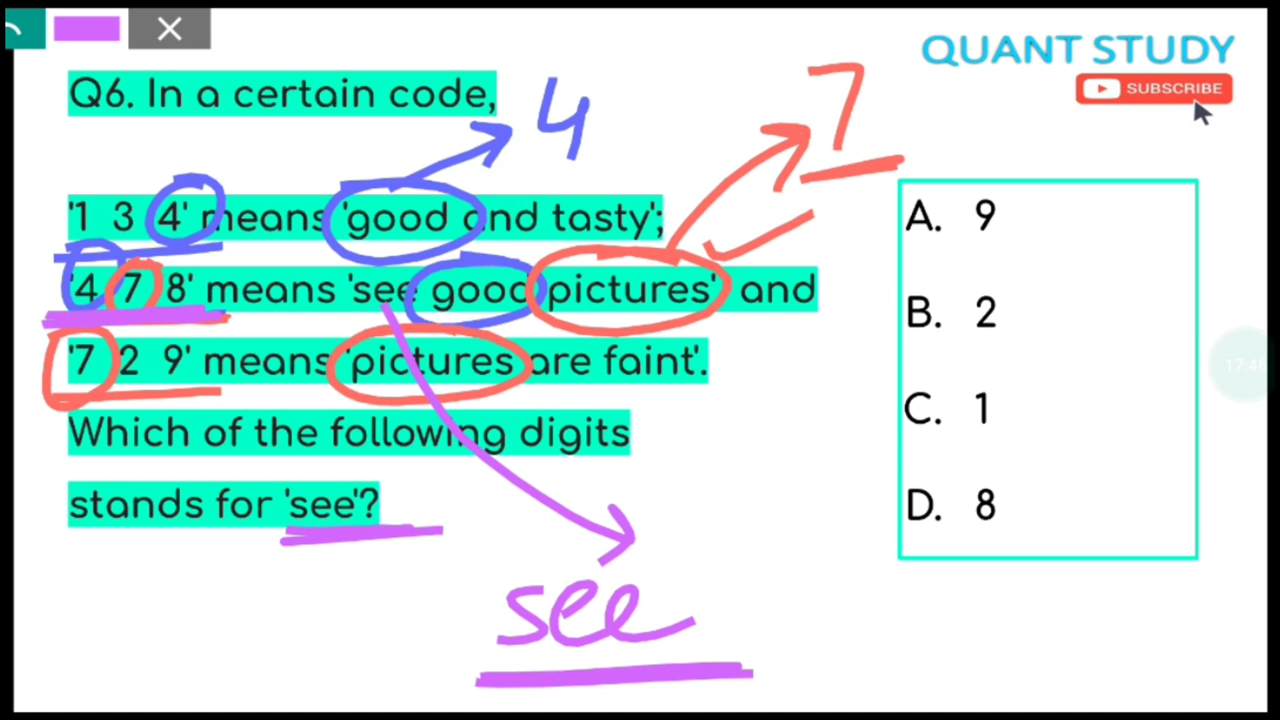 QUANT STUDY
SUBSCRIBE
Q6. In a certain code,
4
7
'1 3 4' means 'good and tasty';
'4 7 8' means 'see good pictures' and
'7 2 9' means 'pictures are faint'.
Which of the following digits
stands for 'see'?
see
A. 9
B. 2
C. 1
D. 8